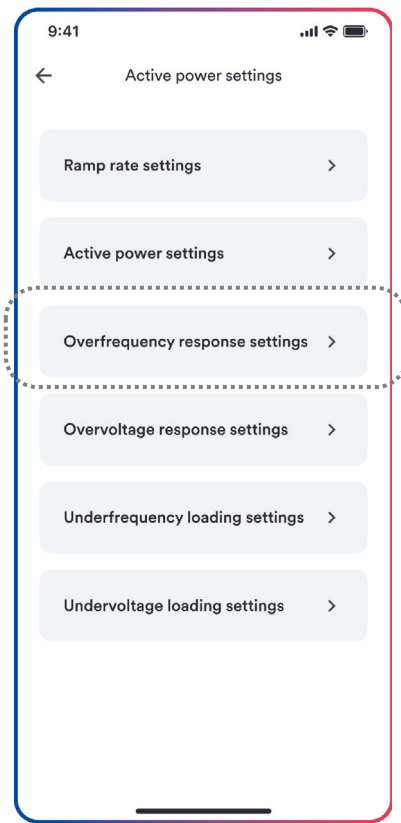 9:41
Active power settings
Ramp rate settings
Active power settings
Overfrequency response settings
Overvoltage response settings
Underfrequency loading settings
Undervoltage loading settings